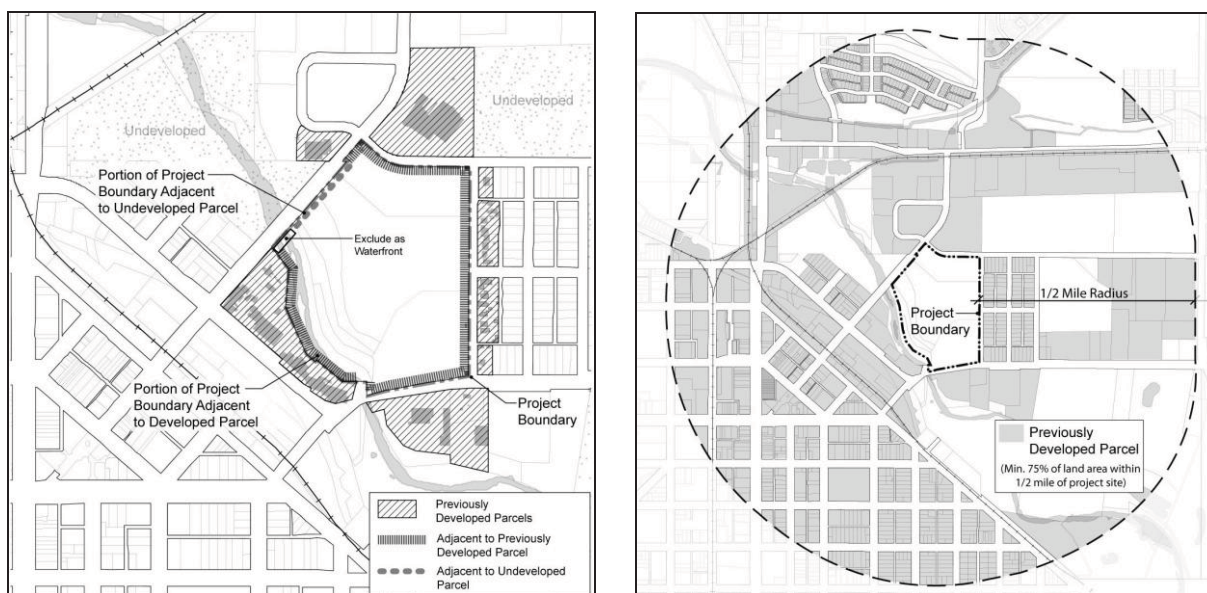 Undeveloped
Undeveloped
Portion of Project
Boundary Adjacent
to Undeveloped Parcel
Exclude as
Waterfront
Portion of Project
Boundary Adjacent
to Developed Parcel
Project
Boundary
Previously
Developed Parcels
Adjacent to Previously
Developed Parcel
Adjacent to Undeveloped
Parcel
1/2 Mile Radius
Project
Boundary
Previously
Developed Parcel
(Min. 75% of land area within
1/2 mile of project site)